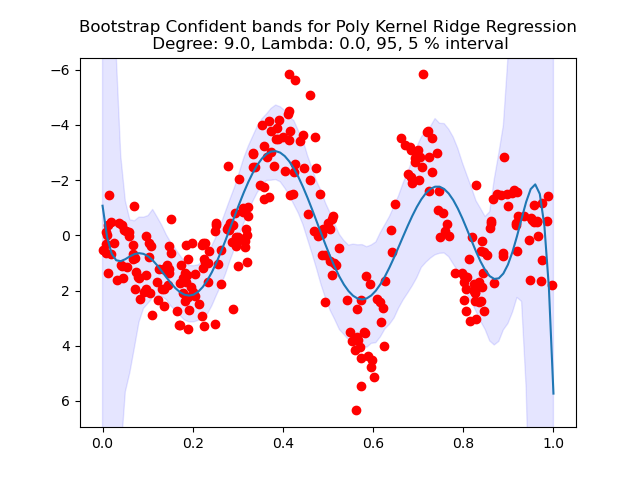 Bootstrap Confident bands for Poly Kernel Ridge Regression
Degree: 9.0, Lambda: 0.0, 95, 5 % interval
−6
−4
−2
0
2
4
6
0.0 0.2 0.4 0.6 0.8 1.0